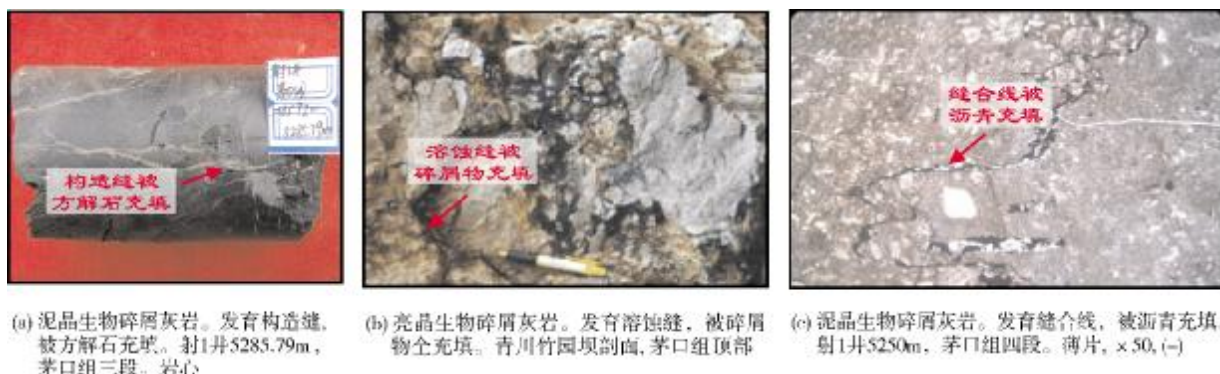 射1井
5285.79m
构造缝被
方解石充填
溶蚀缝被
碎屑物充填
缝合线被
沥青充填
(a) 泥晶生物碎屑灰岩。发育构造缝,
被方解石充填。射1井5285.79m,
茅口组三段。岩心
(b) 亮晶生物碎屑灰岩。发育溶蚀缝，被碎屑
物全充填。青川竹园坝剖面,茅口组顶部
(c) 泥晶生物碎屑灰岩。发育缝合线，被沥青充填
射1井5250m，茅口组四段。薄片, ×50, (−)